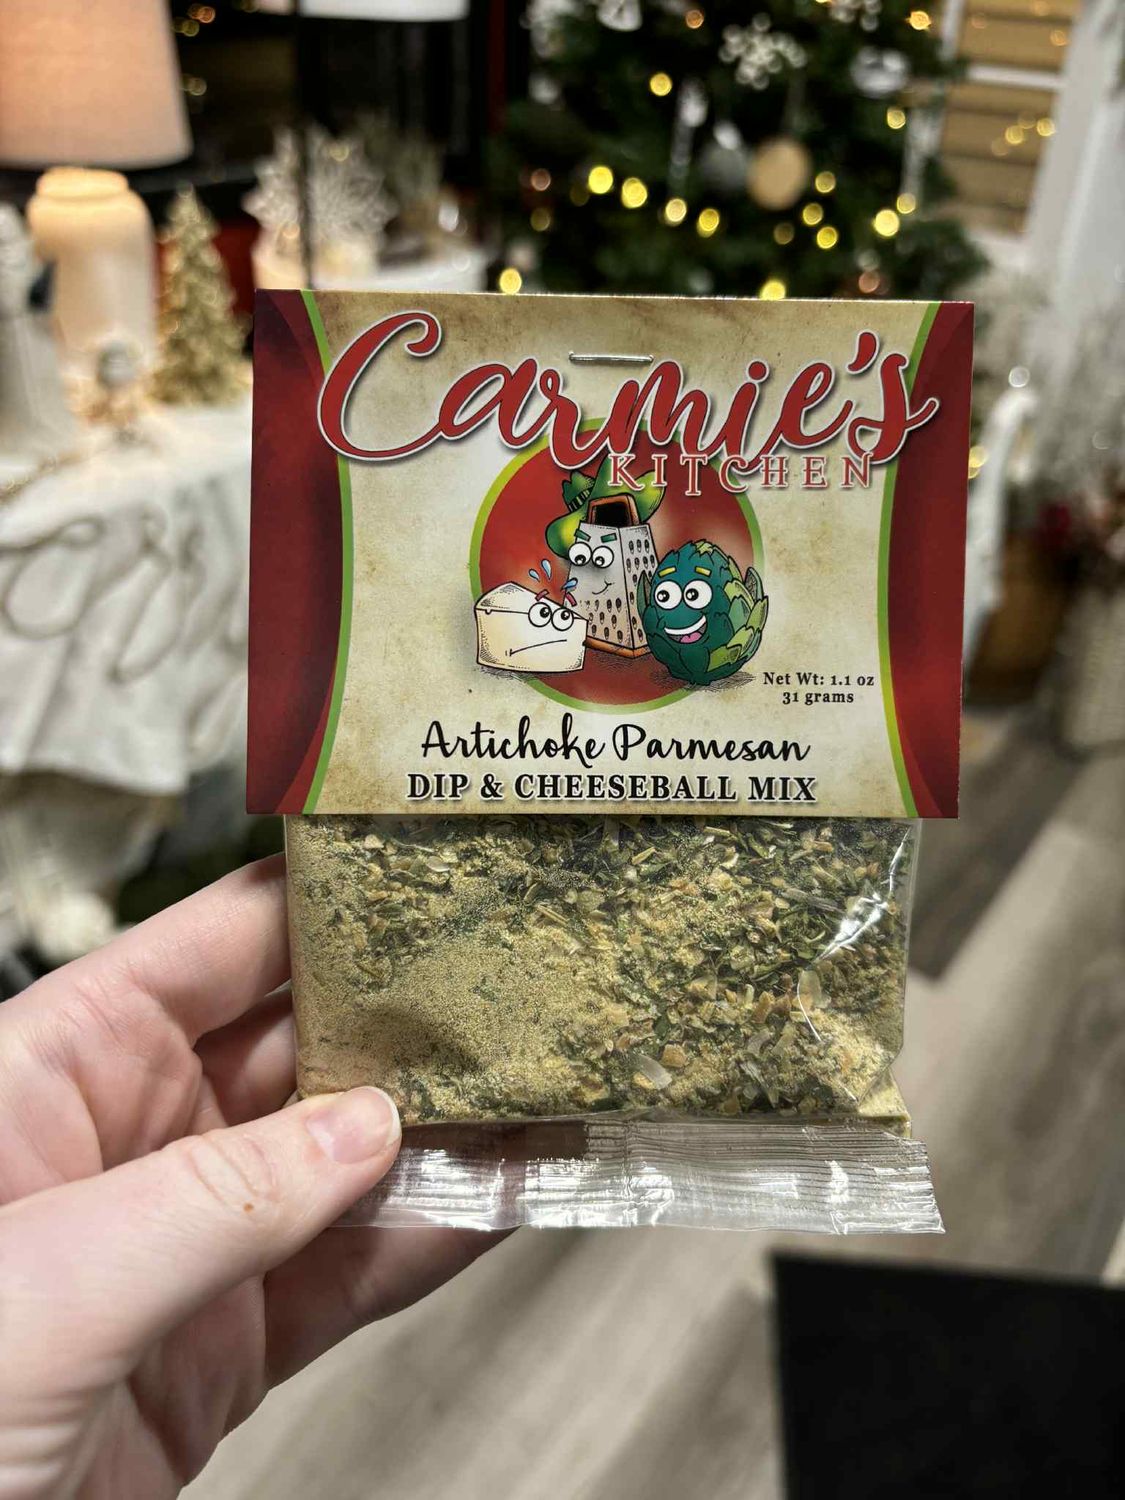 Carmie's
KITCHEN
Net Wt: 1.1 oz
31 grams
Artichoke Parmesan
DIP & CHEESEBALL MIX